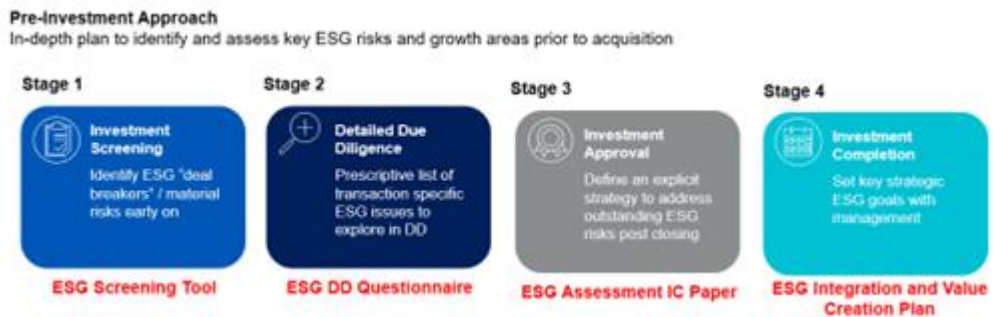 Pre-Investment Approach
In-depth plan to identify and assess key ESG risks and growth areas prior to acquisition
Stage 1
Investment
Screening
Identify ESG "deal
breakers" / material
risks early on
ESG Screening Tool
Stage 2
Detailed Due
Diligence
Prescriptive list of
transaction specific
ESG issues to
explore in DD
ESG DD Questionnaire
Stage 3
Investment
Approval
Define an explicit
strategy to address
outstanding ESG
risks post closing
ESG Assessment IC Paper
Stage 4
Investment
Completion
Set key strategic
ESG goals with
management
ESG Integration and Value
Creation Plan